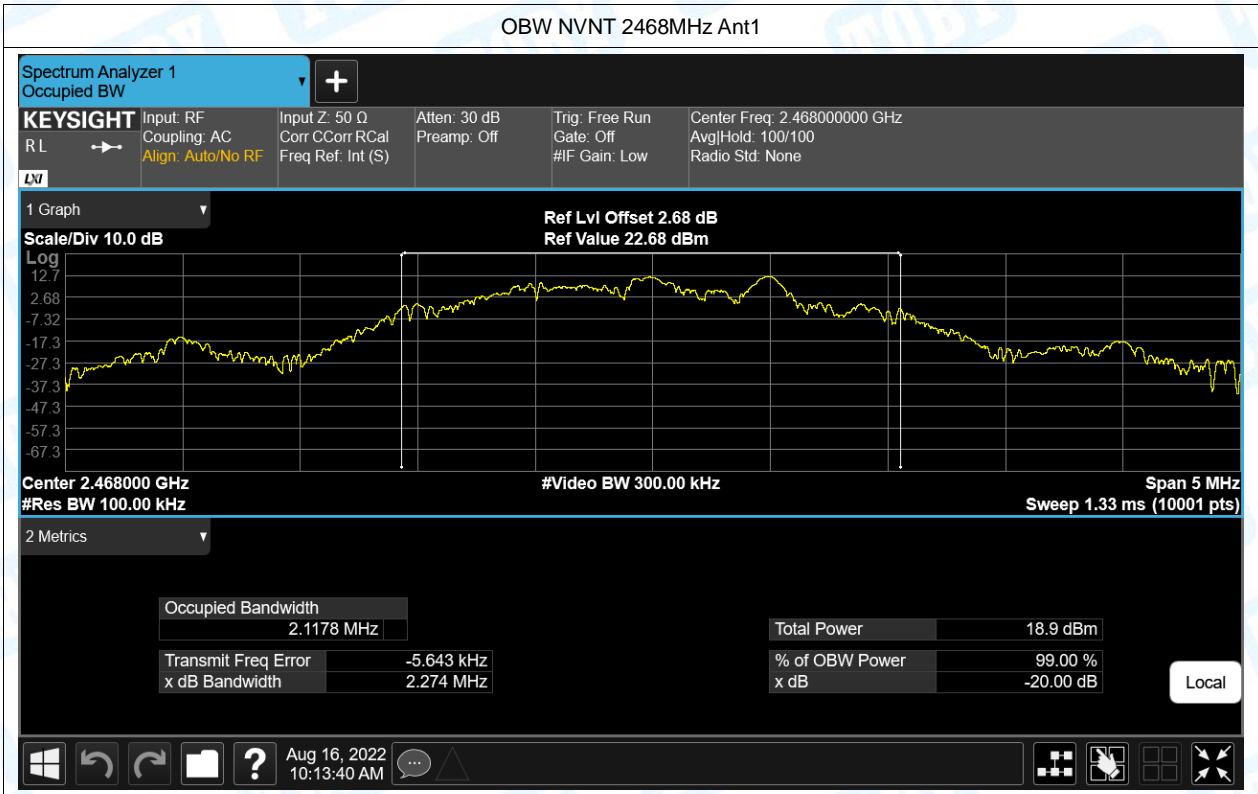 OBW NVNT 2468MHz Ant1
Spectrum Analyzer 1
Occupied BW
KEYSIGHT
R L
LXI
Input: RF
Coupling: AC
Align: Auto/No RF
Input Z: 50 Ω
Corr CCorr RCal
Freq Ref: Int (S)
Atten: 30 dB
Preamp: Off
Trig: Free Run
Gate: Off
#IF Gain: Low
Center Freq: 2.468000000 GHz
Avg|Hold: 100/100
Radio Std: None
1 Graph
Scale/Div 10.0 dB
Ref Lvl Offset 2.68 dB
Ref Value 22.68 dBm
Log
12.7
2.68
-7.32
-17.3
-27.3
-37.3
-47.3
-57.3
-67.3
Center 2.468000 GHz
#Res BW 100.00 kHz
#Video BW 300.00 kHz
Span 5 MHz
Sweep 1.33 ms (10001 pts)
2 Metrics
Occupied Bandwidth
2.1178 MHz
Transmit Freq Error -5.643 kHz
x dB Bandwidth 2.274 MHz
Total Power 18.9 dBm
% of OBW Power 99.00 %
x dB -20.00 dB
Local
Aug 16, 2022
10:13:40 AM